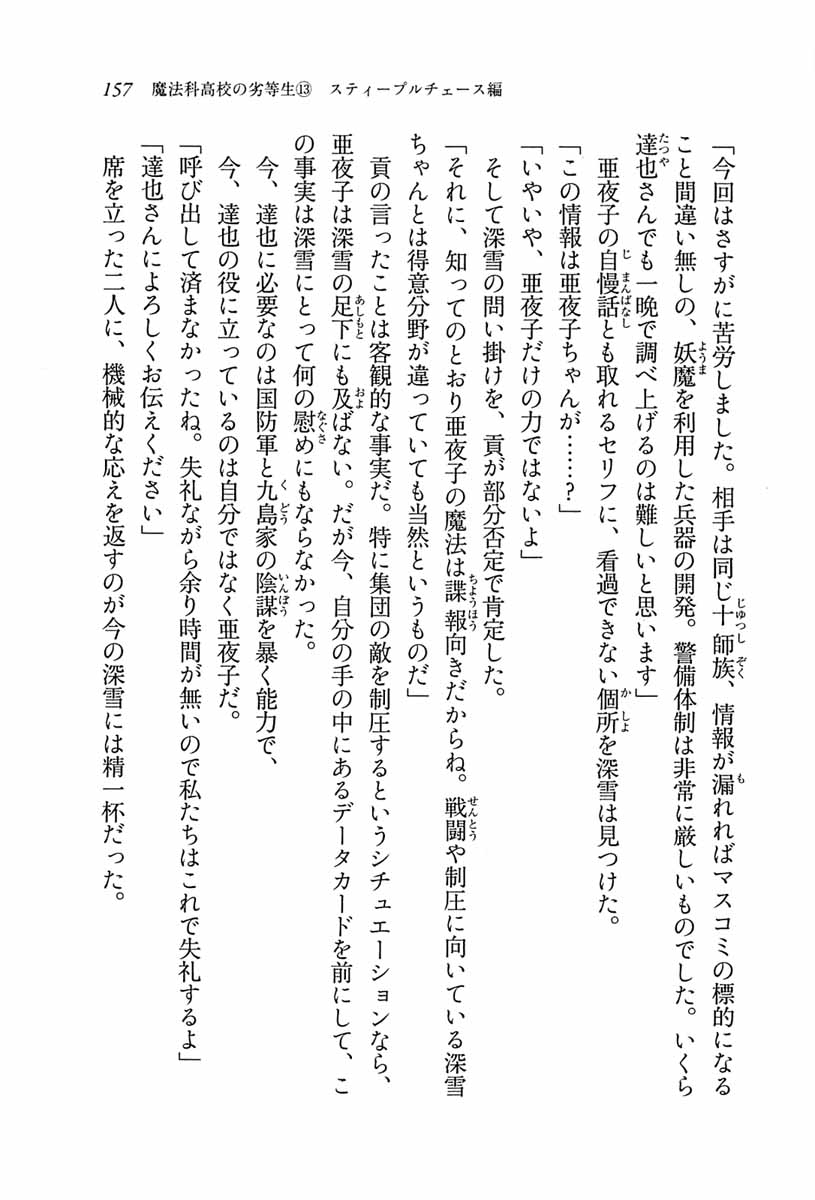 157 魔法科高校の劣等生⑬ スティープルチェース編
「今回はさすがに苦労しました。相手は同じ十師族、情報が漏れればマスコミの標的になる
こと間違い無しの、妖魔を利用した兵器の開発。警備体制は非常に厳しいものでした。いくら
達也さんでも一晩で調べ上げるのは難しいと思います」
亜夜子の自慢話とも取れるセリフに、看過できない個所を深雪は見つけた。
「この情報は亜夜子ちゃんが……?」
「いやいや、亜夜子だけの力ではないよ」
そして深雪の問い掛けを、貢が部分否定で肯定した。
「それに、知ってのとおり亜夜子の魔法は諜報向きだからね。戦闘や制圧に向いている深雪
ちゃんとは得意分野が違っていても当然というものだ」
貢の言ったことは客観的な事実だ。特に集団の敵を制圧するというシチュエーションなら、
亜夜子は深雪の足下にも及ばない。だが今、自分の手の中にあるデータカードを前にして、こ
の事実は深雪にとって何の慰めにもならなかった。
今、達也に必要なのは国防軍と九島家の陰謀を暴く能力で、
今、達也の役に立っているのは自分ではなく亜夜子だ。
「呼び出して済まなかったね。失礼ながら余り時間が無いので私たちはこれで失礼するよ」
「達也さんによろしくお伝えください」
席を立った二人に、機械的な応えを返すのが今の深雪には精一杯だった。